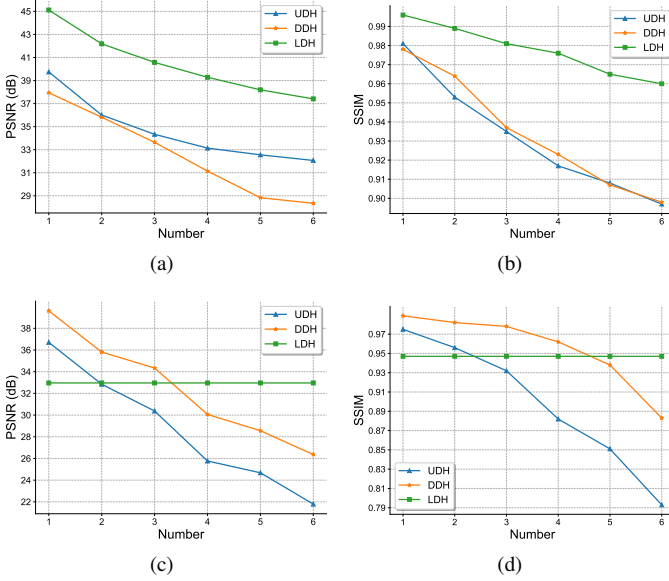 45
43
41
39
37
35
33
31
29
PSNR (dB)
1 2 3 4 5 6
Number
UDH
DDH
LDH
(a)
0.98
0.97
0.96
0.95
0.94
0.93
0.92
0.91
0.90
SSIM
1 2 3 4 5 6
Number
UDH
DDH
LDH
(b)
38
36
34
32
30
28
26
24
22
PSNR (dB)
1 2 3 4 5 6
Number
UDH
DDH
LDH
(c)
0.97
0.95
0.93
0.91
0.89
0.87
0.85
0.83
0.81
0.79
SSIM
1 2 3 4 5 6
Number
UDH
DDH
LDH
(d)